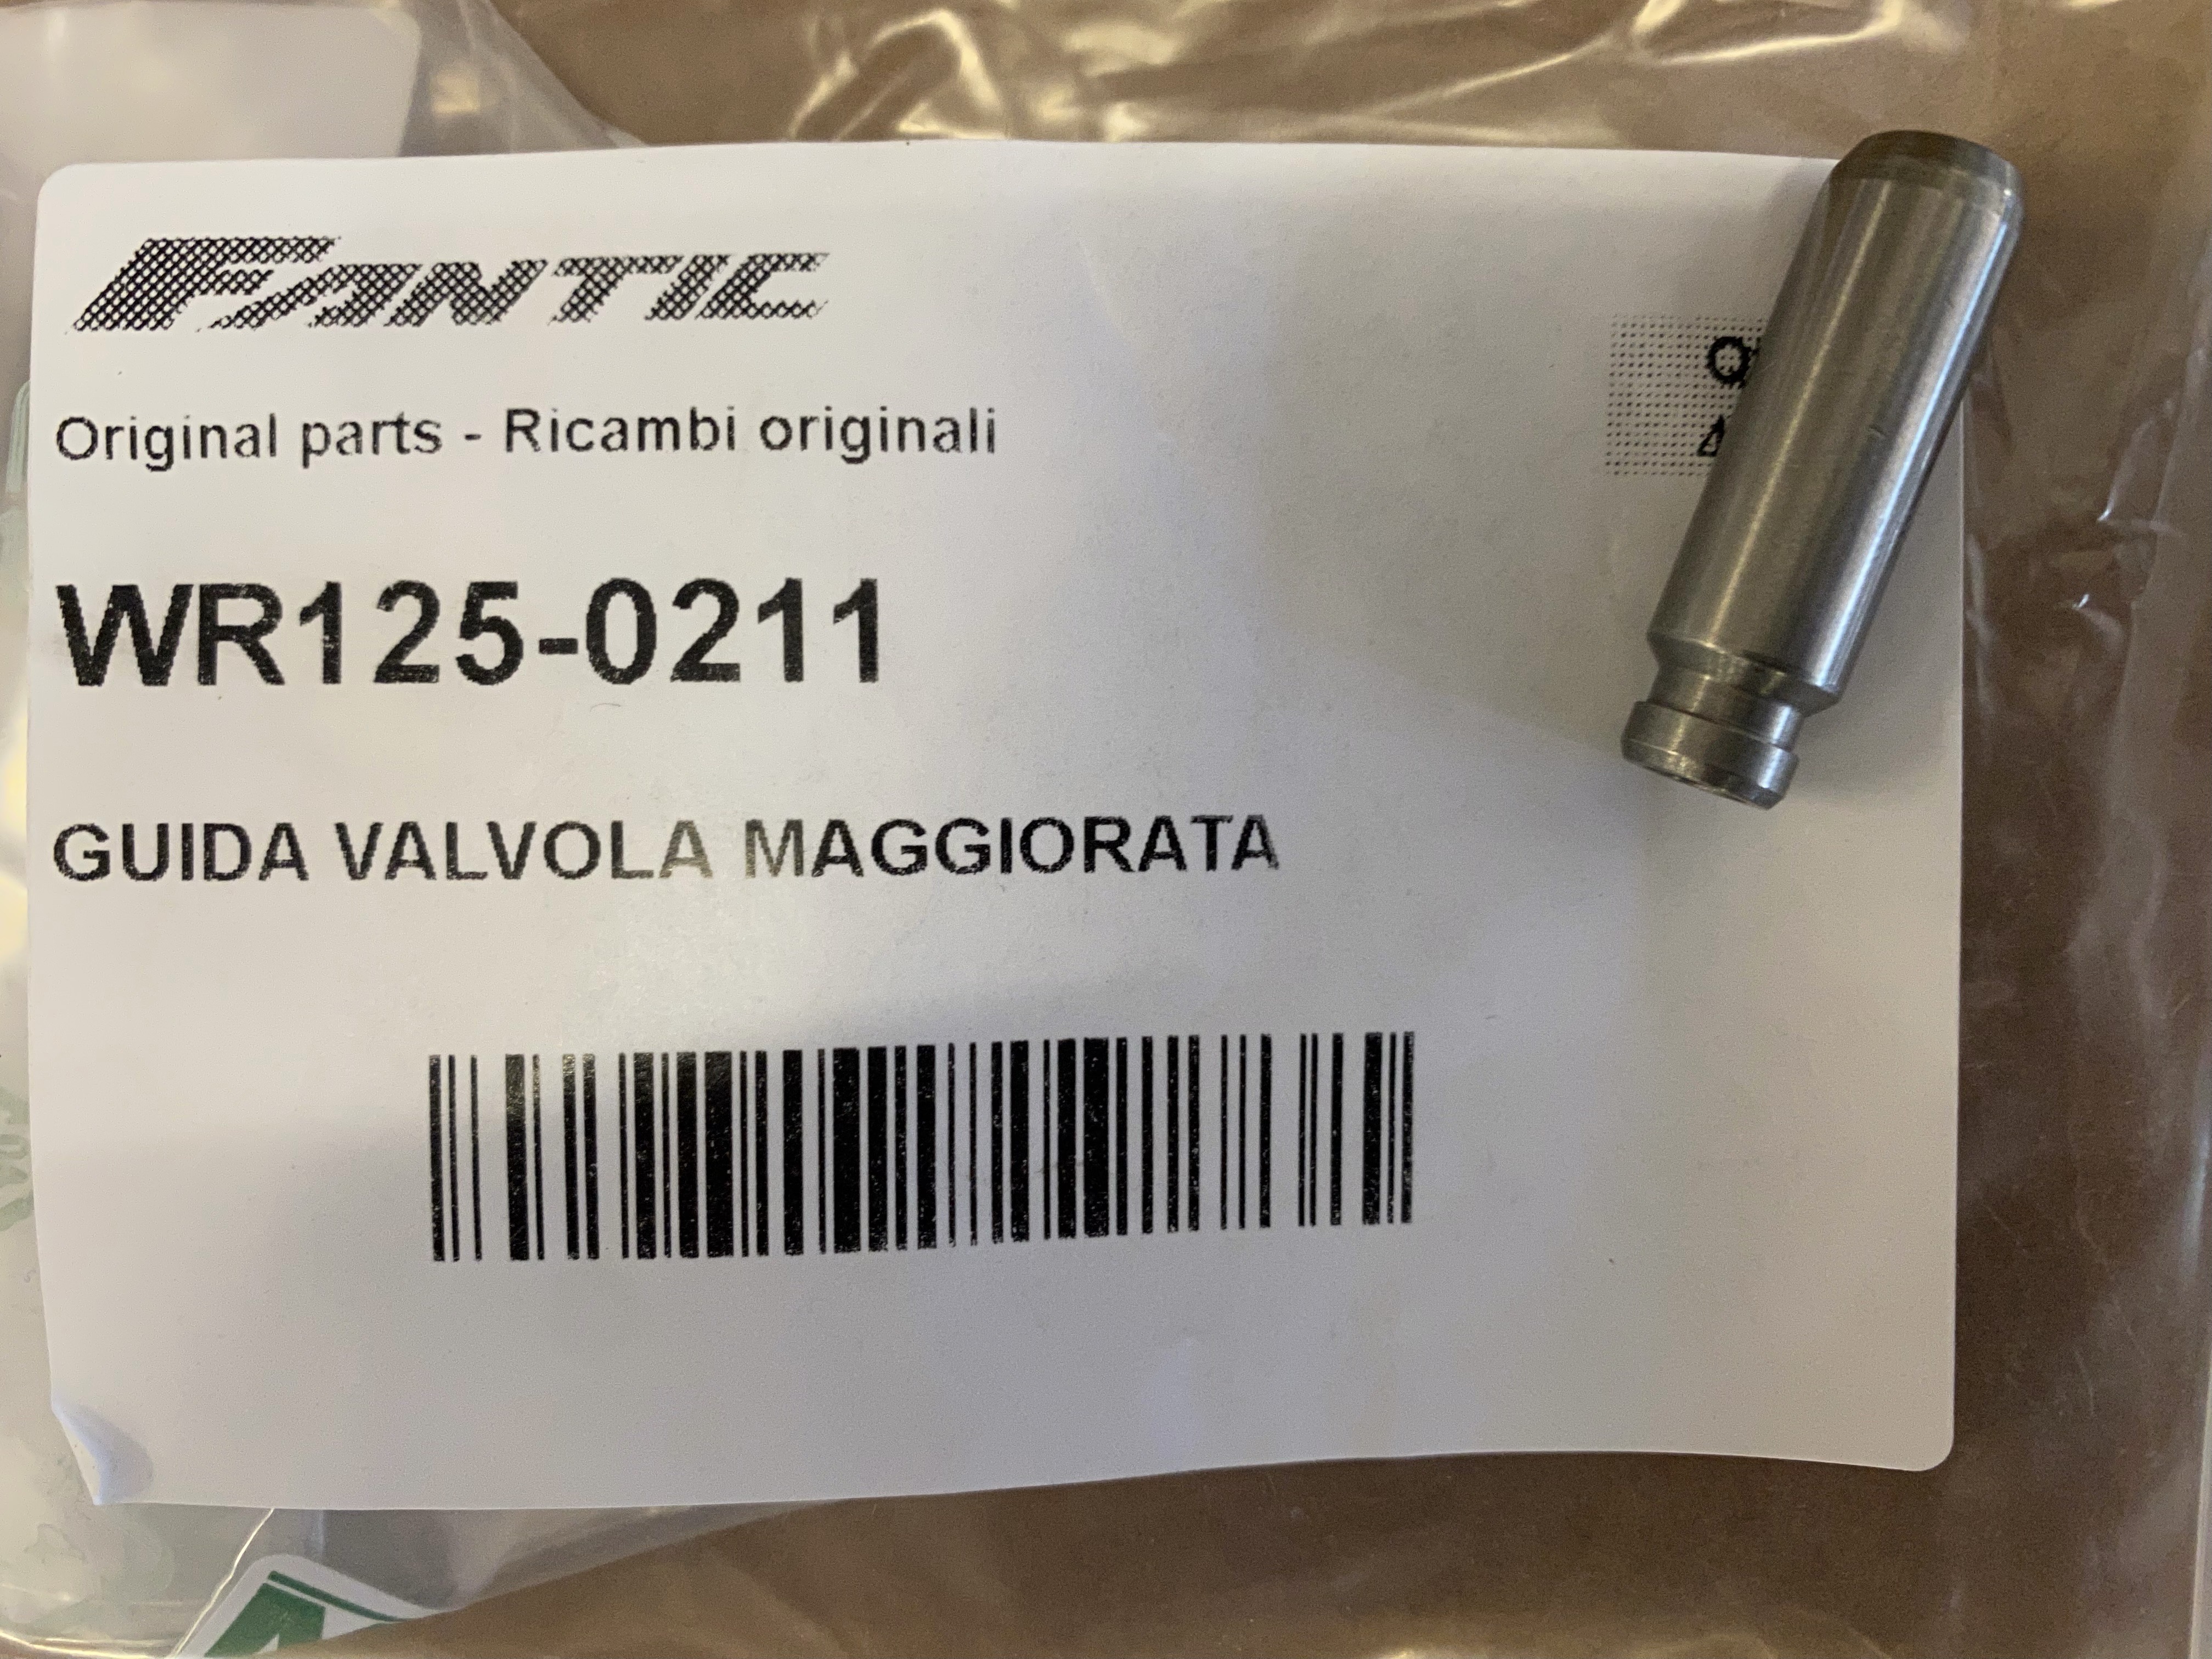 FANTIC
Original parts - Ricambi originali
WR125-0211
GUIDA VALVOLA MAGGIORATA